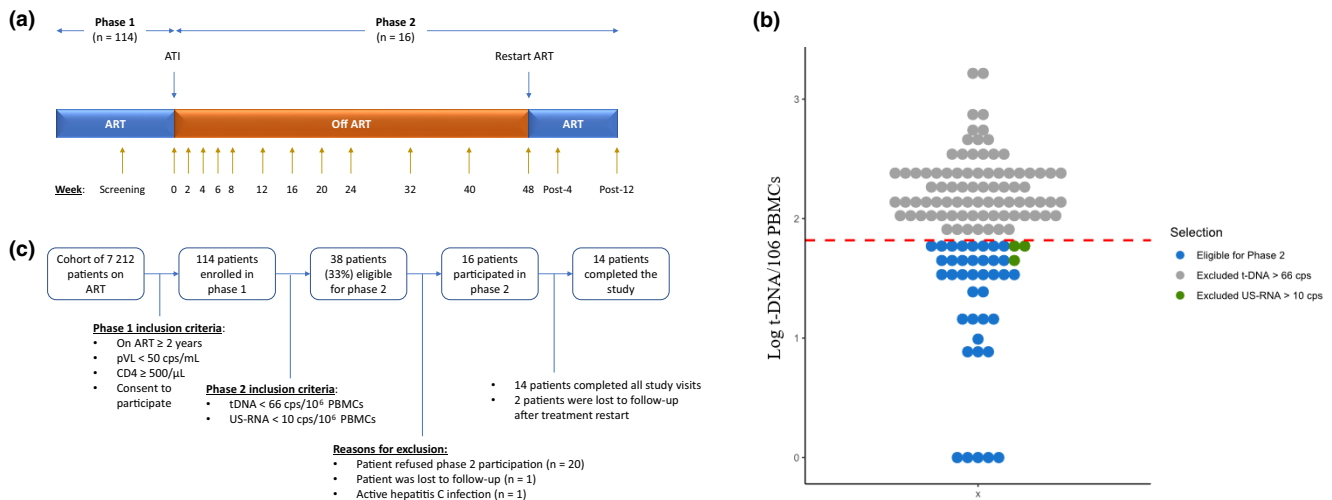 (a)
Phase 1
(n = 114)
Phase 2
(n = 16)
ATI
Restart ART
ART
Off ART
ART
Week: Screening 0 2 4 6 8 12 16 20 24 32 40 48 Post-4 Post-12
(c)
Cohort of 7 212
patients on
ART
114 patients
enrolled in
phase 1
38 patients
(33%) eligible
for phase 2
16 patients
participated in
phase 2
14 patients
completed the
study
Phase 1 inclusion criteria:
• On ART ≥ 2 years
• pVL < 50 cps/mL
• CD4 ≥ 500/µL
• Consent to
participate
Phase 2 inclusion criteria:
• tDNA < 66 cps/10⁶ PBMCs
• US-RNA < 10 cps/10⁶ PBMCs
Reasons for exclusion:
• Patient refused phase 2 participation (n = 20)
• Patient was lost to follow-up (n = 1)
• Active hepatitis C infection (n = 1)
• 14 patients completed all study visits
• 2 patients were lost to follow-up
after treatment restart
(b)
Log t-DNA/106 PBMCs
3
2
1
0
x
Selection
Eligible for Phase 2
Excluded t-DNA > 66 cps
Excluded US-RNA > 10 cps